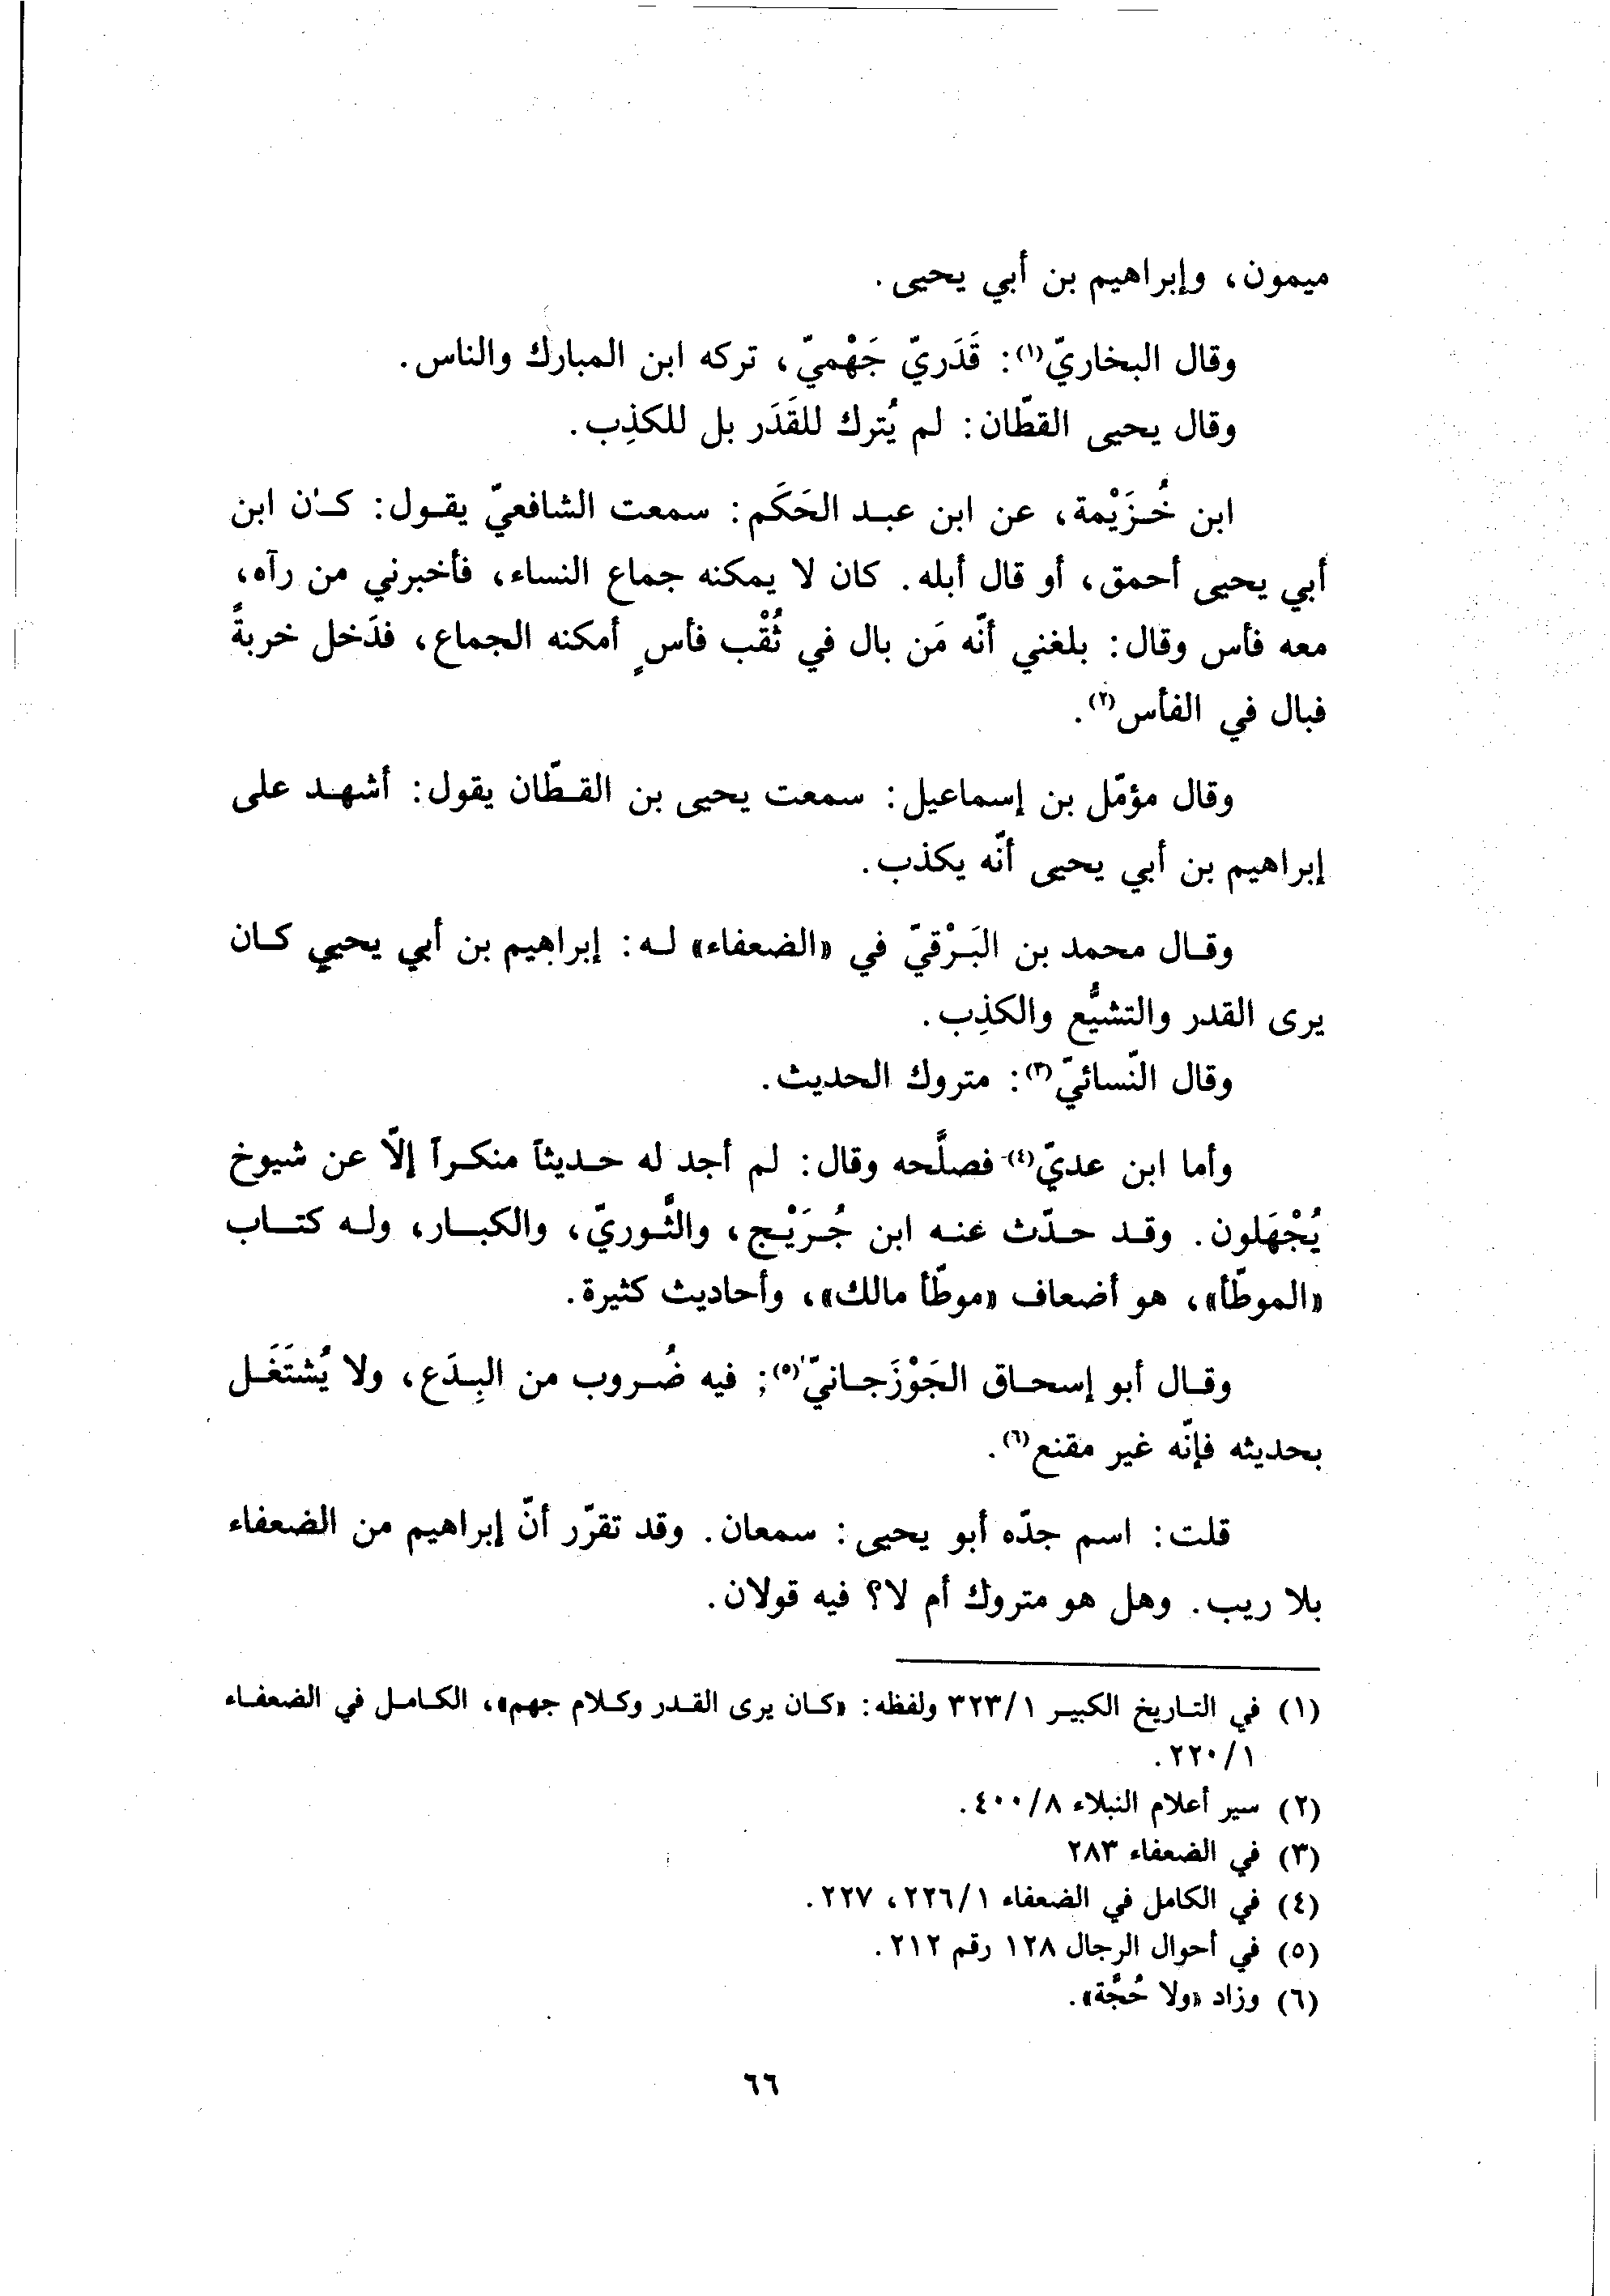 ميمون، وإبراهيم بن أبي يحيى.
وقال البخاريّ(١): قَدَريّ جَهْميّ، تركه ابن المبارك والناس.
وقال يحيى القطّان: لم يُترك للقَدَر بل للكذِب.
ابن خُزَيْمة، عن ابن عبد الحَكَم: سمعت الشافعيّ يقول: كان ابن
أبي يحيى أحمق، أو قال أبله. كان لا يمكنه جماع النساء، فأخبرني من رآه،
معه فأس وقال: بلغني أنّه مَن بال في ثُقْب فأسٍ أمكنه الجماع، فدَخل خربةً
فبال في الفأس(٢).
وقال مؤمّل بن إسماعيل: سمعت يحيى بن القطّان يقول: أشهد على
إبراهيم بن أبي يحيى أنّه يكذب.
وقال محمد بن البَرْقيّ في «الضعفاء» له: إبراهيم بن أبي يحيى كان
يرى القدر والتشيُّع والكذِب.
وقال النّسائيّ(٣): متروك الحديث.
وأما ابن عديّ(٤) فصلَّحه وقال: لم أجد له حديثاً منكراً إلّا عن شيوخ
يُجْهَلون. وقد حدّث عنه ابن جُرَيْج، والثَّوريّ، والكبار، وله كتاب
«الموطّأ»، هو أضعاف «موطّأ مالك»، وأحاديث كثيرة.
وقال أبو إسحاق الجَوْزَجانيّ(٥); فيه ضُروب من البِدَع، ولا يُشتَغَل
بحديثه فإنّه غير مقنع(٦).
قلت: اسم جدّه أبو يحيى: سمعان. وقد تقرّر أنّ إبراهيم من الضعفاء
بلا ريب. وهل هو متروك أم لا؟ فيه قولان.
(١) في التاريخ الكبير ٣٢٣/١ ولفظه: «كان يرى القدر وكلام جهم»، الكامل في الضعفاء
٢٢٠/١.
(٢) سير أعلام النبلاء ٤٠٠/٨.
(٣) في الضعفاء ٢٨٣
(٤) في الكامل في الضعفاء ٢٢٦/١، ٢٢٧.
(٥) في أحوال الرجال ١٢٨ رقم ٢١٢.
(٦) وزاد «ولا حُجَّة».
٦٦